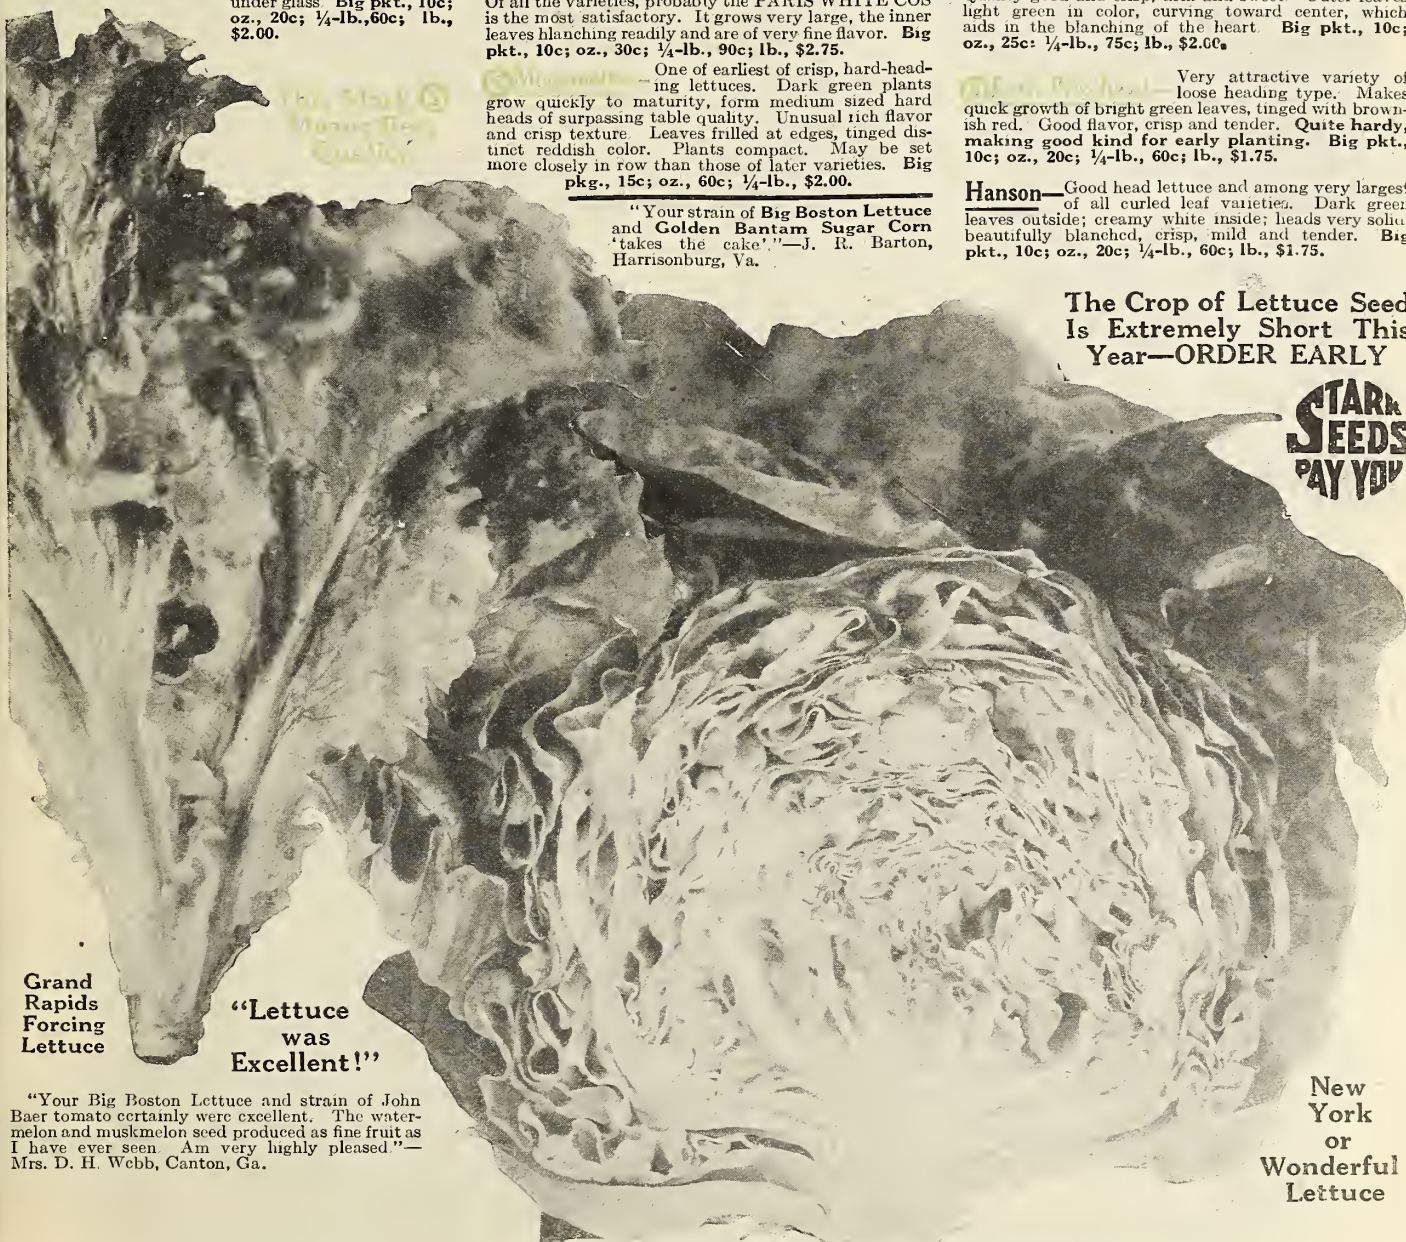 under glass. Big pkt., 10c;
oz., 20c; ¼-lb.,60c; lb.,
$2.00.
Of all the varieties, probably the PARIS WHITE COS
is the most satisfactory. It grows very large, the inner
leaves blanching readily and are of very fine flavor. Big
pkt., 10c; oz., 30c; ¼-lb., 90c; lb., $2.75.
One of earliest of crisp, hard-head-
ing lettuces. Dark green plants
grow quickly to maturity, form medium sized hard
heads of surpassing table quality. Unusual rich flavor
and crisp texture. Leaves frilled at edges, tinged dis-
tinct reddish color. Plants compact. May be set
more closely in row than those of later varieties. Big
pkg., 15c; oz., 60c; ¼-lb., $2.00.
"Your strain of Big Boston Lettuce
and Golden Bantam Sugar Corn
'takes the cake'."—J. R. Barton,
Harrisonburg, Va.
light green in color, curving toward center, which
aids in the blanching of the heart. Big pkt., 10c;
oz., 25c; ¼-lb., 75c; lb., $2.00.
Very attractive variety of
loose heading type. Makes
quick growth of bright green leaves, tinged with brown-
ish red. Good flavor, crisp and tender. Quite hardy,
making good kind for early planting. Big pkt.,
10c; oz., 20c; ¼-lb., 60c; lb., $1.75.
Hanson—Good head lettuce and among very largest
of all curled leaf varieties. Dark green
leaves outside; creamy white inside; heads very solid,
beautifully blanched, crisp, mild and tender. Big
pkt., 10c; oz., 20c; ¼-lb., 60c; lb., $1.75.
The Crop of Lettuce Seed
Is Extremely Short This
Year—ORDER EARLY
STARK
SEEDS
PAY YOU
Grand
Rapids
Forcing
Lettuce
"Lettuce
was
Excellent!"
"Your Big Boston Lettuce and strain of John
Baer tomato certainly were excellent. The water-
melon and muskmelon seed produced as fine fruit as
I have ever seen. Am very highly pleased."—
Mrs. D. H. Webb, Canton, Ga.
New
York
or
Wonderful
Lettuce